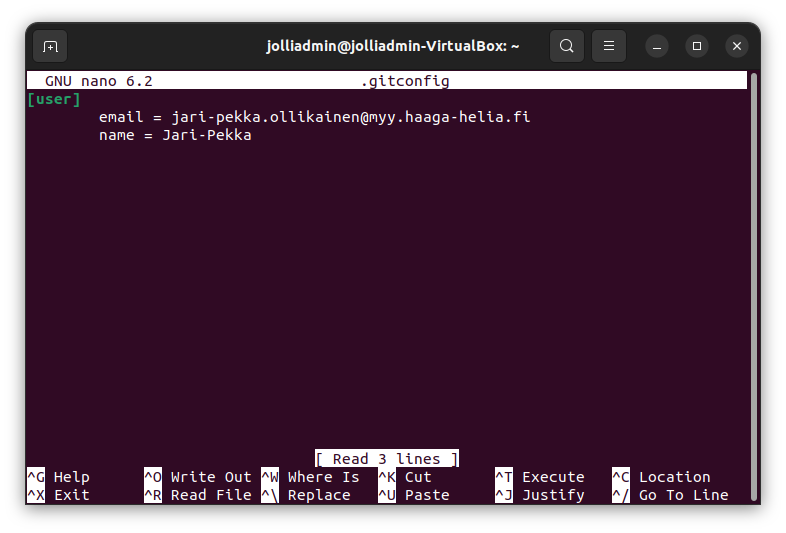 jolliadmin@jolliadmin-VirtualBox: ~
GNU nano 6.2 .gitconfig
[user]
email = jari-pekka.ollikainen@myy.haaga-helia.fi
name = Jari-Pekka
[ Read 3 lines ]
^G Help ^O Write Out ^W Where Is ^K Cut ^T Execute ^C Location
^X Exit ^R Read File ^\ Replace ^U Paste ^J Justify ^/ Go To Line